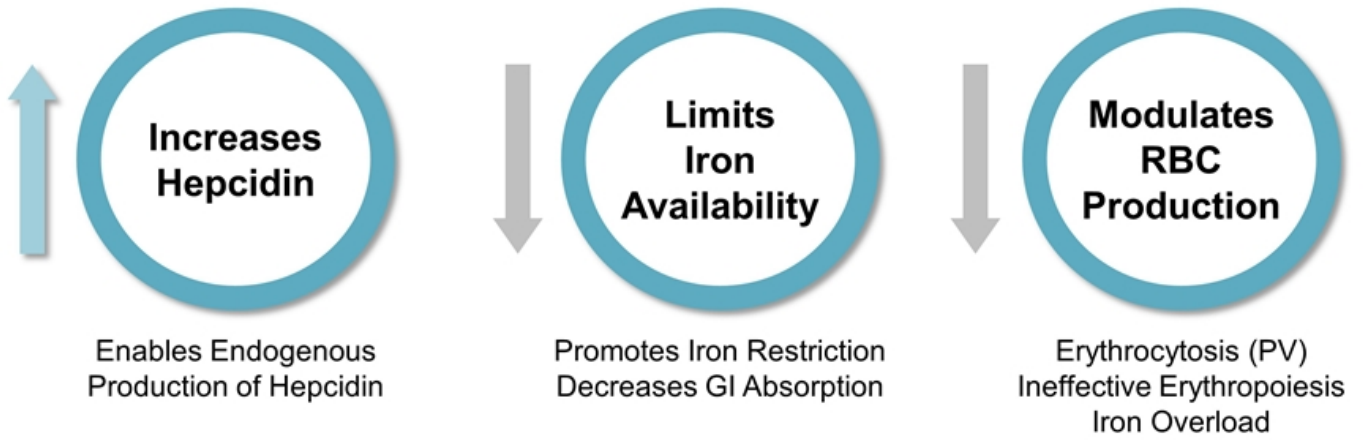 Increases
Hepcidin
Enables Endogenous
Production of Hepcidin
Limits
Iron
Availability
Promotes Iron Restriction
Decreases GI Absorption
Modulates
RBC
Production
Erythrocytosis (PV)
Ineffective Erythropoiesis
Iron Overload